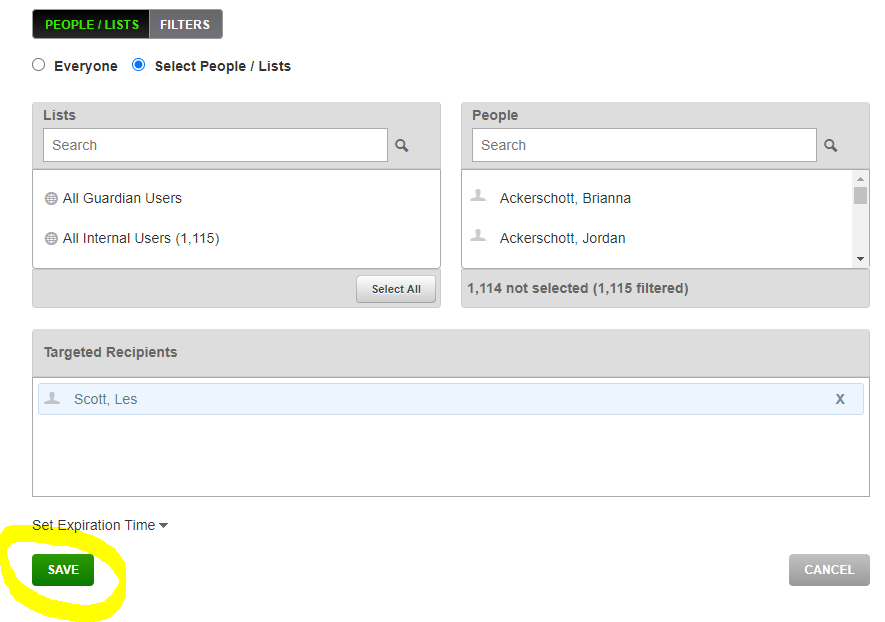 PEOPLE / LISTS FILTERS
Everyone Select People / Lists
Lists
Search
All Guardian Users
All Internal Users (1,115)
Select All
People
Search
Ackerschott, Brianna
Ackerschott, Jordan
1,114 not selected (1,115 filtered)
Targeted Recipients
Scott, Les X
Set Expiration Time
SAVE CANCEL